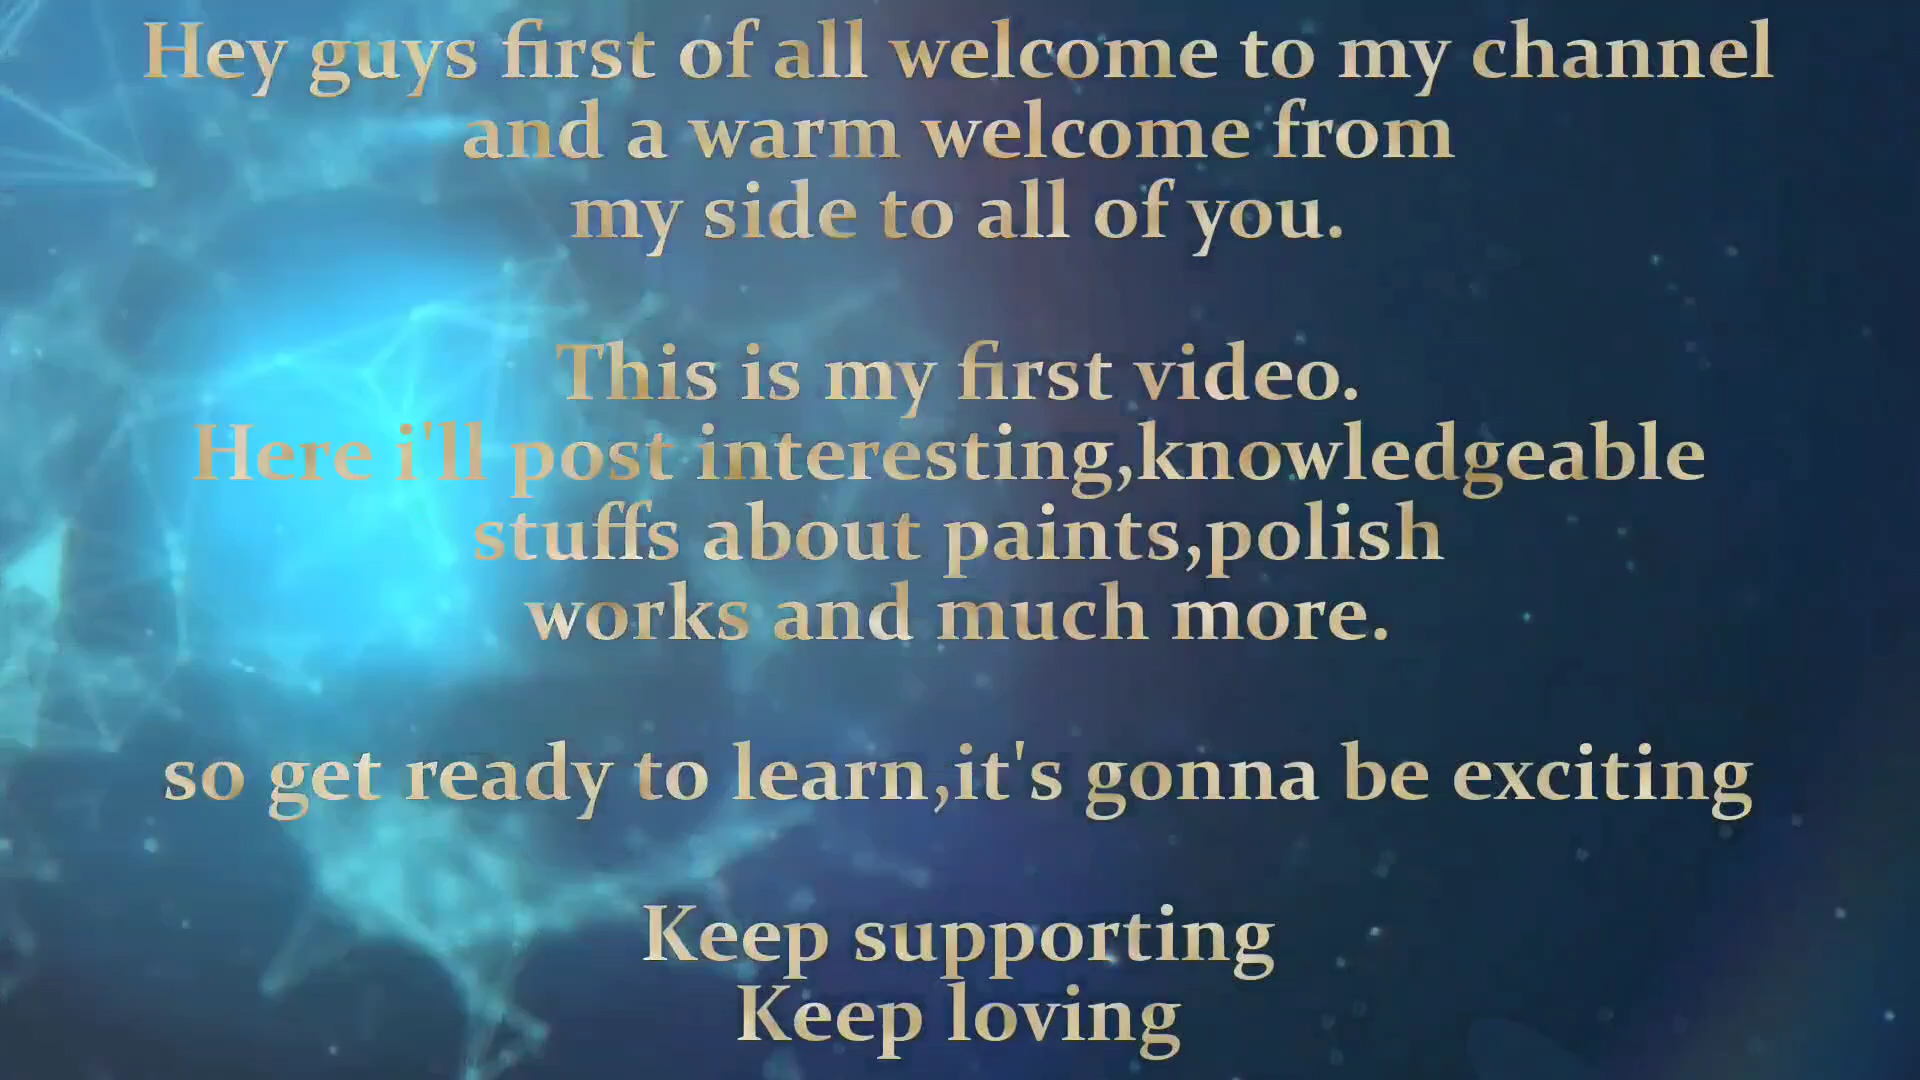 Hey guys first of all welcome to my channel
and a warm welcome from
my side to all of you.
This is my first video.
Here i'll post interesting,knowledgeable
stuffs about paints,polish
works and much more.
so get ready to learn,it's gonna be exciting
Keep supporting
Keep loving